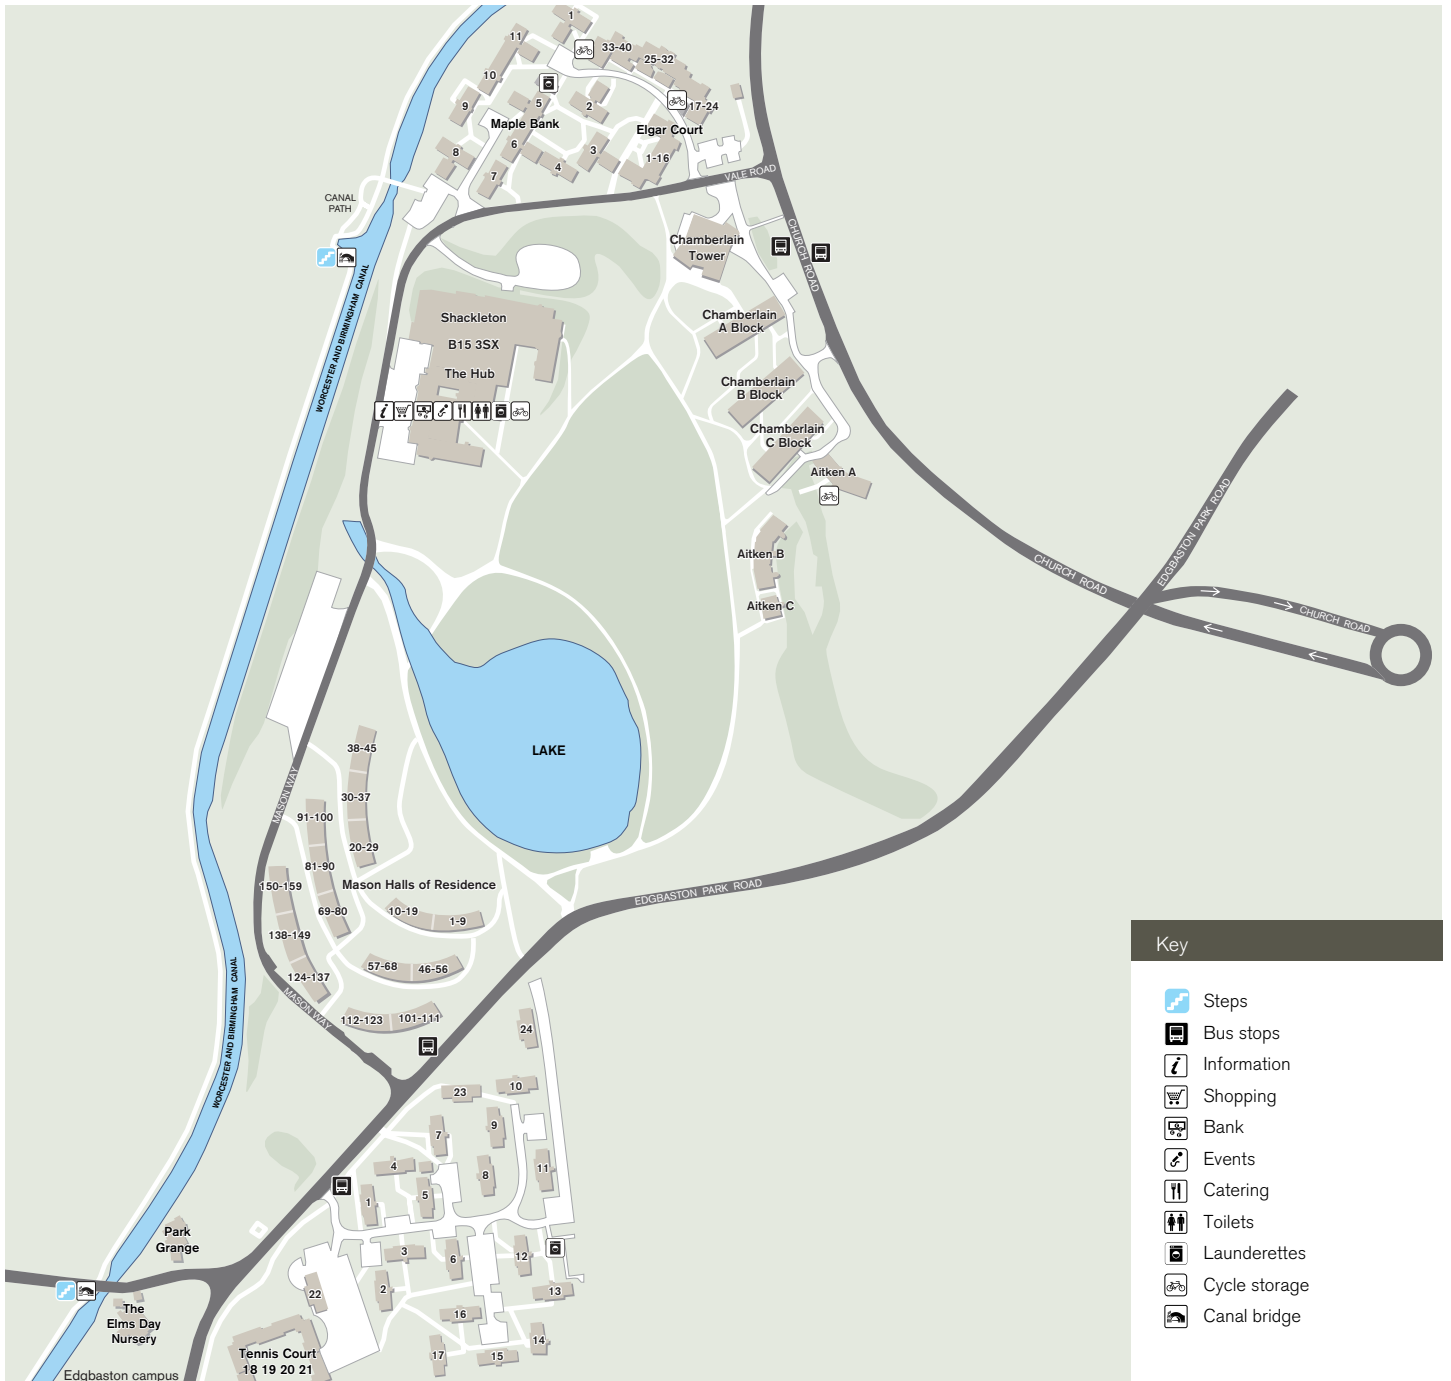 1
11
33-40
25-32
10
9
5
2
17-24
Maple Bank
Elgar Court
8
6
3
1-16
4
7
VALE ROAD
CANAL
PATH
CHURCH ROAD
Chamberlain
Tower
WORCESTER AND BIRMINGHAM CANAL
Shackleton
B15 3SX
The Hub
Chamberlain
A Block
Chamberlain
B Block
Chamberlain
C Block
Aitken A
Aitken B
Aitken C
EDGBASTON PARK ROAD
CHURCH ROAD
CHURCH ROAD
LAKE
38-45
30-37
20-29
MASON WAY
91-100
81-90
69-80
150-159
138-149
124-137
Mason Halls of Residence
10-19
1-9
57-68
46-56
112-123
101-111
MASON WAY
EDGBASTON PARK ROAD
WORCESTER AND BIRMINGHAM CANAL
24
23
10
7
9
4
8
11
1
5
3
6
12
22
2
13
16
14
17
15
Park
Grange
The
Elms Day
Nursery
Tennis Court
18 19 20 21
Edgbaston campus
Key
Steps
Bus stops
Information
Shopping
Bank
Events
Catering
Toilets
Launderettes
Cycle storage
Canal bridge